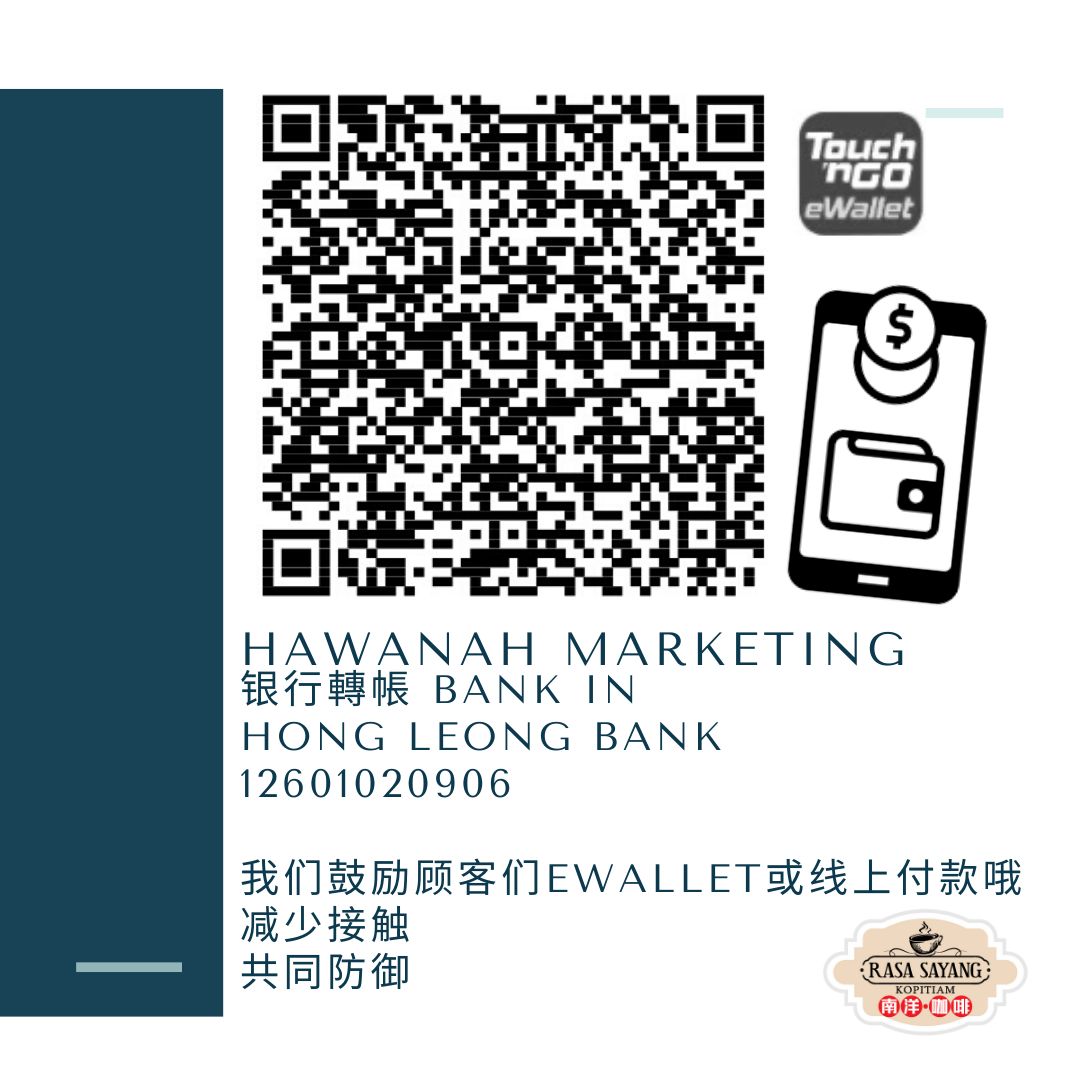 Touch
'nGO
eWallet
$
HAWANAH MARKETING
银行轉帳 BANK IN
HONG LEONG BANK
12601020906
我们鼓励顾客们EWALLET或线上付款哦
减少接触
共同防御
RASA SAYANG
KOPITIAM
南洋·咖啡